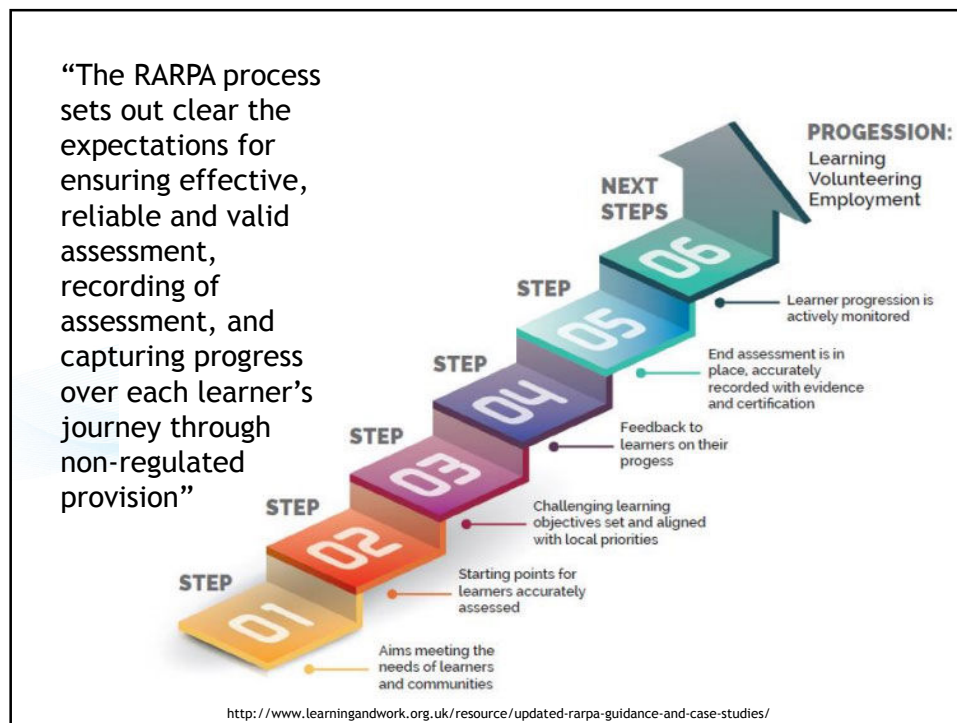 “The RARPA process
sets out clear the
expectations for
ensuring effective,
reliable and valid
assessment,
recording of
assessment, and
capturing progress
over each learner’s
journey through
non-regulated
provision”
PROGESSION:
Learning
Volunteering
Employment
NEXT
STEPS
06
Learner progression is
actively monitored
STEP
05
End assessment is in
place, accurately
recorded with evidence
and certification
STEP
04
Feedback to
learners on their
progess
STEP
03
Challenging learning
objectives set and aligned
with local priorities
STEP
02
Starting points for
learners accurately
assessed
STEP
01
Aims meeting the
needs of learners
and communities
http://www.learningandwork.org.uk/resource/updated-rarpa-guidance-and-case-studies/